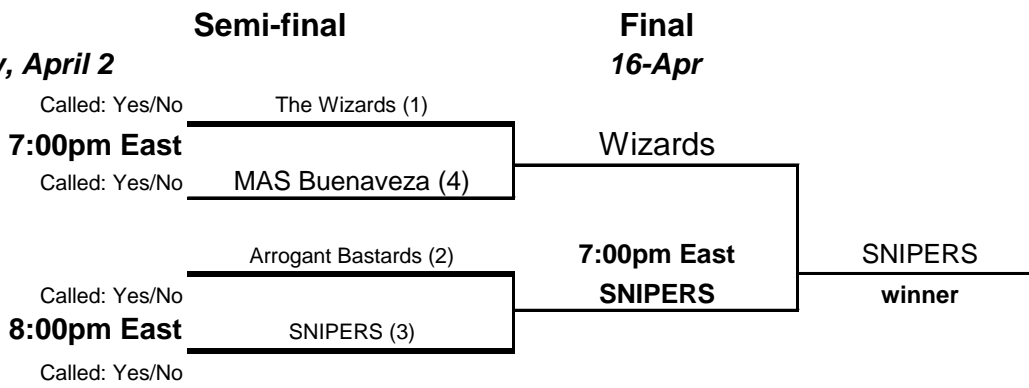 Semi-final Final
, April 2 16-Apr
Called: Yes/No The Wizards (1)
7:00pm East Wizards
Called: Yes/No MAS Buenaveza (4)
Arrogant Bastards (2) 7:00pm East SNIPERS
Called: Yes/No SNIPERS winner
8:00pm East SNIPERS (3)
Called: Yes/No